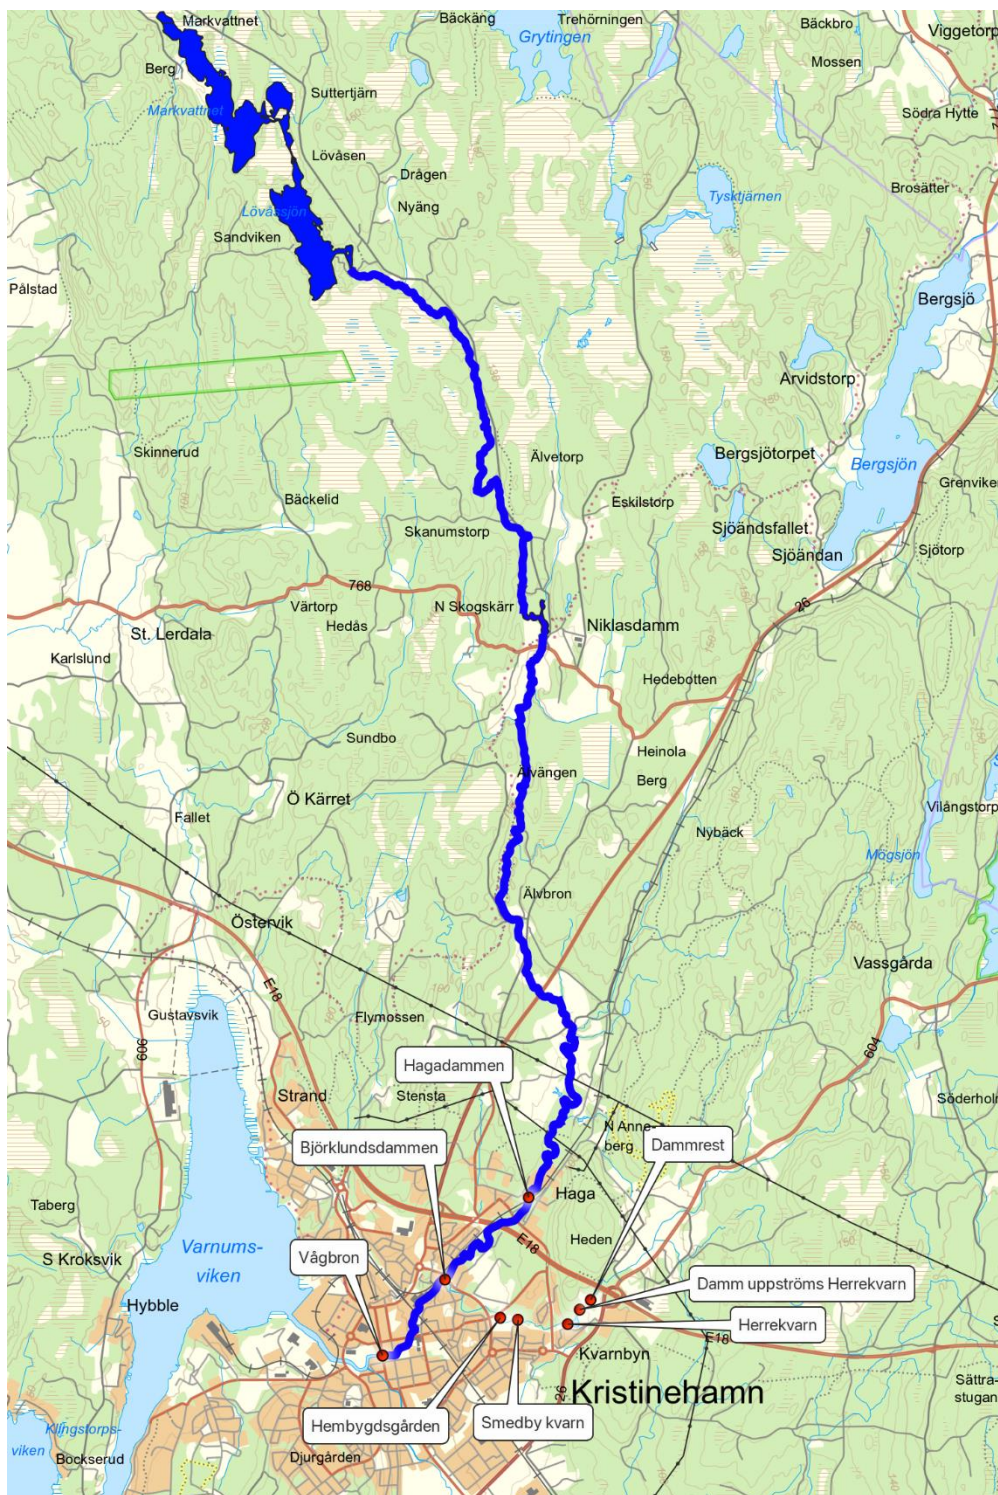 Markvattnet
Bäckäng
Trehörningen
Grytingen
Bäckbro
Viggetorp
Berg
Mossen
Suttertjärn
Markvattnet
Södra Hytte
Lövåsen
Drågen
Brosätter
Tysktjärnen
Nyäng
Lövåssjön
Sandviken
Pålstad
Bergsjö
Arvidstorp
Skinnerud
Älvetorp
Bergsjötorpet
Bergsjön
Grenviken
Bäckelid
Eskilstorp
Skanumstorp
Sjöändsfallet
Sjöändan
Sjötorp
768
26
Värtorp
N Skogskärr
St. Lerdala
Hedås
Niklasdamm
Karlslund
Hedebotten
Sundbo
Heinola
Älvängen
Berg
Ö Kärret
Vilångstorp
Fallet
Nybäck
Mögsjön
Älvbron
Östervik
Vassgårda
E18
Gustavsvik
Flymossen
606
604
Hagadammen
Strand
Stensta
Söderholm
N Anne-
berg
Björklundsdammen
Dammrest
Taberg
Haga
S Kroksvik
Varnums-
viken
Vågbron
Heden
E18
Damm uppströms Herrekvarn
Hybble
Herrekvarn
E18
Kvarnbyn
Kristinehamn
26
Sättra-
stugan
Hembygdsgården
Smedby kvarn
Klingstorps-
viken
Bockserud
Djurgården